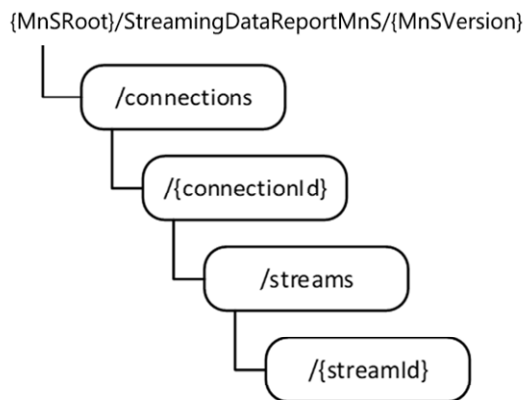 {MnSRoot}/StreamingDataReportMnS/{MnSVersion}
/connections
/{connectionId}
/streams
/{streamId}